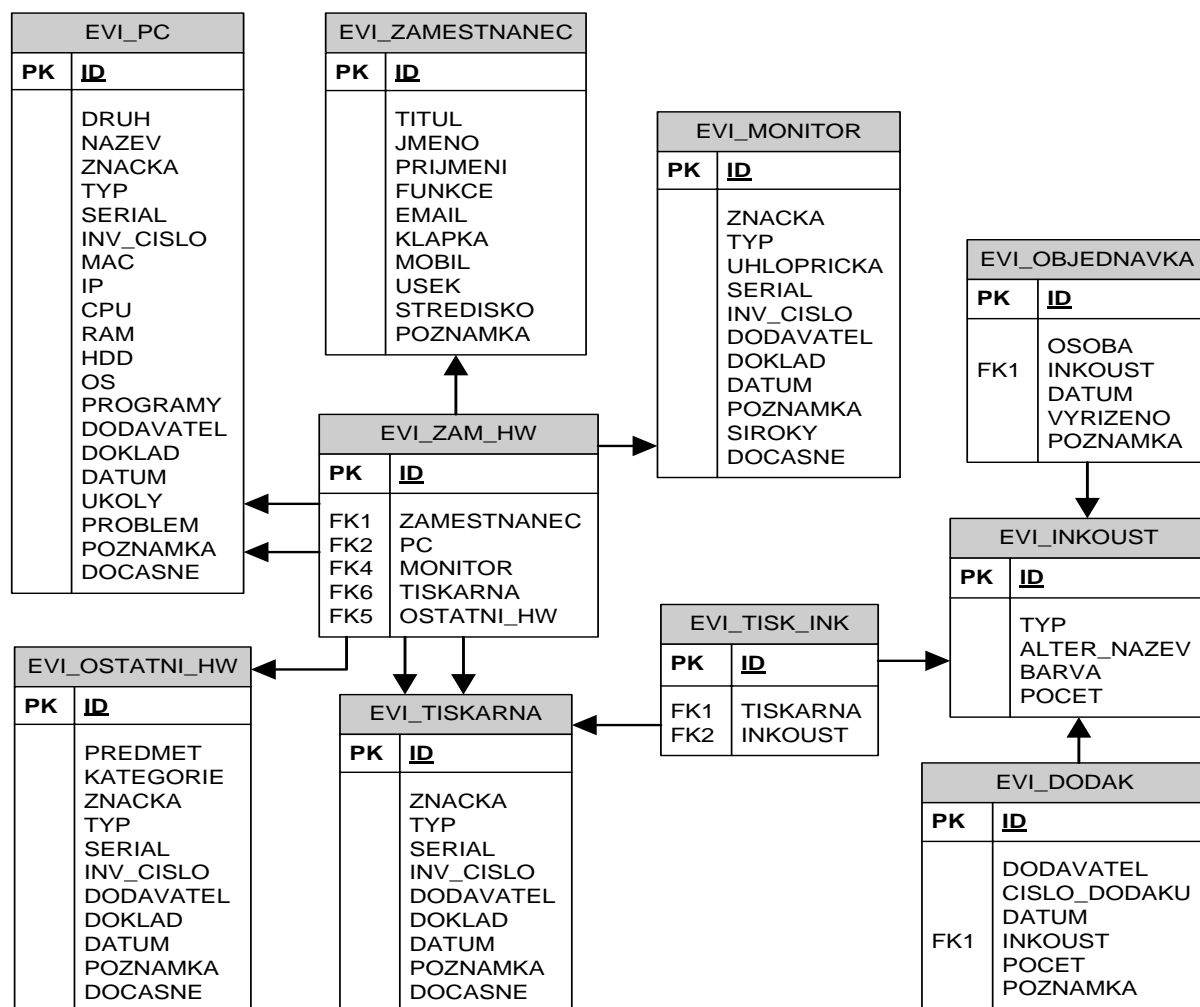 EVI_PC
PK ID
DRUH
NAZEV
ZNACKA
TYP
SERIAL
INV_CISLO
MAC
IP
CPU
RAM
HDD
OS
PROGRAMY
DODAVATEL
DOKLAD
DATUM
UKOLY
PROBLEM
POZNAMKA
DOCASNE
EVI_ZAMESTNANEC
PK ID
TITUL
JMENO
PRIJMENI
FUNKCE
EMAIL
KLAPKA
MOBIL
USEK
STREDISKO
POZNAMKA
EVI_MONITOR
PK ID
ZNACKA
TYP
UHLOPRICKA
SERIAL
INV_CISLO
DODAVATEL
DOKLAD
DATUM
POZNAMKA
SIROKY
DOCASNE
EVI_OBJEDNAVKA
PK ID
OSOBA
FK1 INKOUST
DATUM
VYRIZENO
POZNAMKA
EVI_ZAM_HW
PK ID
FK1 ZAMESTNANEC
FK2 PC
FK4 MONITOR
FK6 TISKARNA
FK5 OSTATNI_HW
EVI_INKOUST
PK ID
TYP
ALTER_NAZEV
BARVA
POCET
EVI_TISK_INK
PK ID
FK1 TISKARNA
FK2 INKOUST
EVI_OSTATNI_HW
PK ID
PREDMET
KATEGORIE
ZNACKA
TYP
SERIAL
INV_CISLO
DODAVATEL
DOKLAD
DATUM
POZNAMKA
DOCASNE
EVI_TISKARNA
PK ID
ZNACKA
TYP
SERIAL
INV_CISLO
DODAVATEL
DOKLAD
DATUM
POZNAMKA
DOCASNE
EVI_DODAK
PK ID
DODAVATEL
CISLO_DODAKU
DATUM
FK1 INKOUST
POCET
POZNAMKA